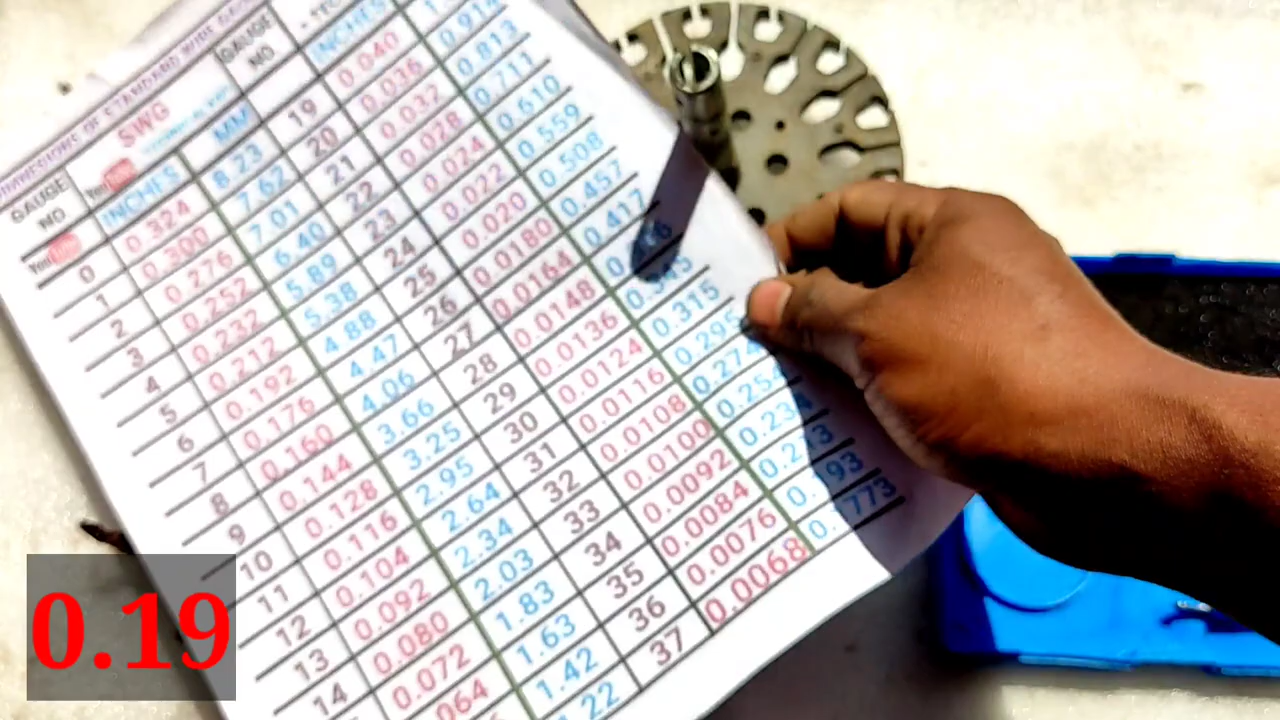 DIMENSIONS OF STANDARD WIRE
SWG
GAUGE NO INCHES MM GAUGE NO INCHES
0 0.324 8.23 19 0.040
1 0.300 7.62 20 0.036 0.914
2 0.276 7.01 21 0.032 0.813
3 0.252 6.40 22 0.028 0.711
4 0.232 5.89 23 0.024 0.610
5 0.212 5.38 24 0.022 0.559
6 0.192 4.88 25 0.020 0.508
7 0.176 4.47 26 0.0180 0.457
8 0.160 4.06 27 0.0164 0.417
9 0.144 3.66 28 0.0148
10 0.128 3.25 29 0.0136
11 0.116 2.95 30 0.0124 0.315
12 0.104 2.64 31 0.0116 0.295
13 0.092 2.34 32 0.0108 0.274
14 0.080 2.03 33 0.0100 0.254
0.072 1.83 34 0.0092
064 1.63 35 0.0084
1.42 36 0.0076
1.22 37 0.0068
0.19